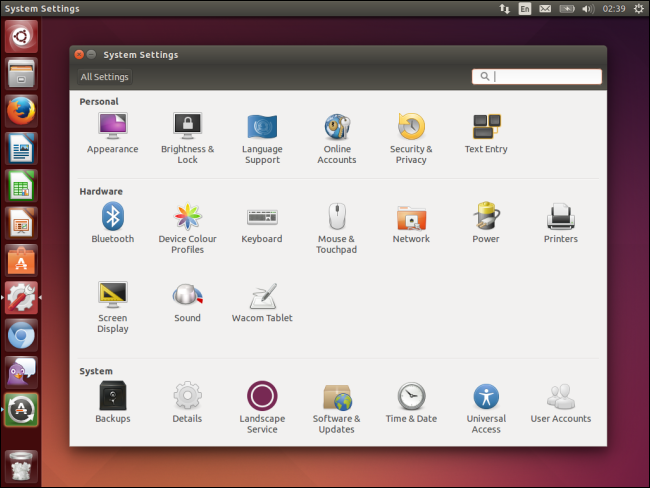 System Settings
En
02:39
System Settings
All Settings
Personal
Appearance
Brightness &
Lock
Language
Support
Online
Accounts
Security &
Privacy
Text Entry
Hardware
Bluetooth
Device Colour
Profiles
Keyboard
Mouse &
Touchpad
Network
Power
Printers
Screen
Display
Sound
Wacom Tablet
System
Backups
Details
Landscape
Service
Software &
Updates
Time & Date
Universal
Access
User Accounts